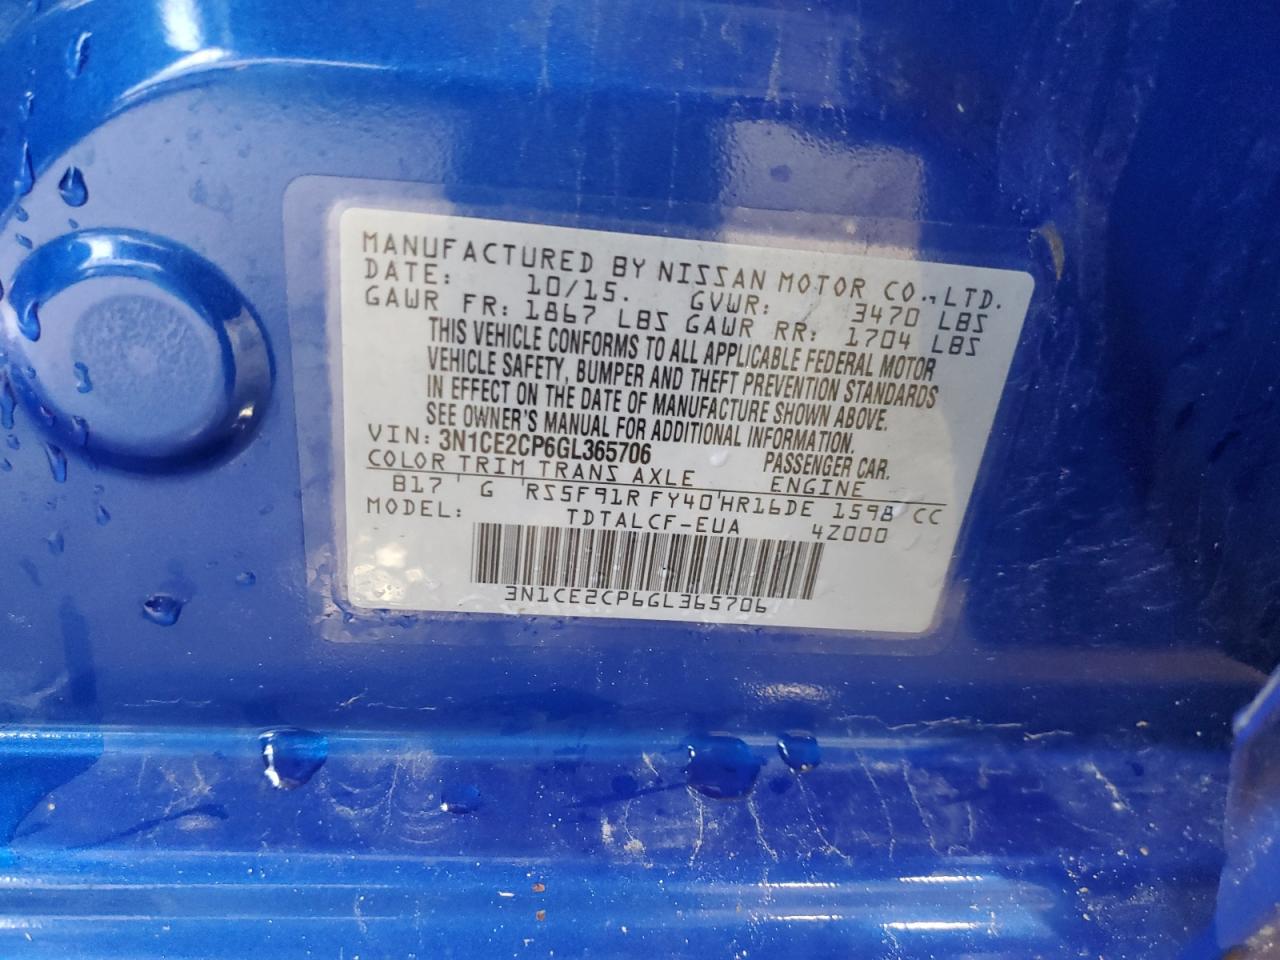 MANUFACTURED BY NISSAN MOTOR CO., LTD.
DATE: 10/15. GVWR: 3470 LBS
GAWR FR: 1867 LBS GAWR RR: 1704 LBS
THIS VEHICLE CONFORMS TO ALL APPLICABLE FEDERAL MOTOR
VEHICLE SAFETY, BUMPER AND THEFT PREVENTION STANDARDS
IN EFFECT ON THE DATE OF MANUFACTURE SHOWN ABOVE.
SEE OWNER'S MANUAL FOR ADDITIONAL INFORMATION.
VIN: 3N1CE2CP6GL365706 PASSENGER CAR.
COLOR TRIM TRANS AXLE ENGINE
B17 G RS5F91R FY40 HR16DE 1598 CC
MODEL: TDTALCF-EUA 4Z000
3N1CE2CP6GL365706